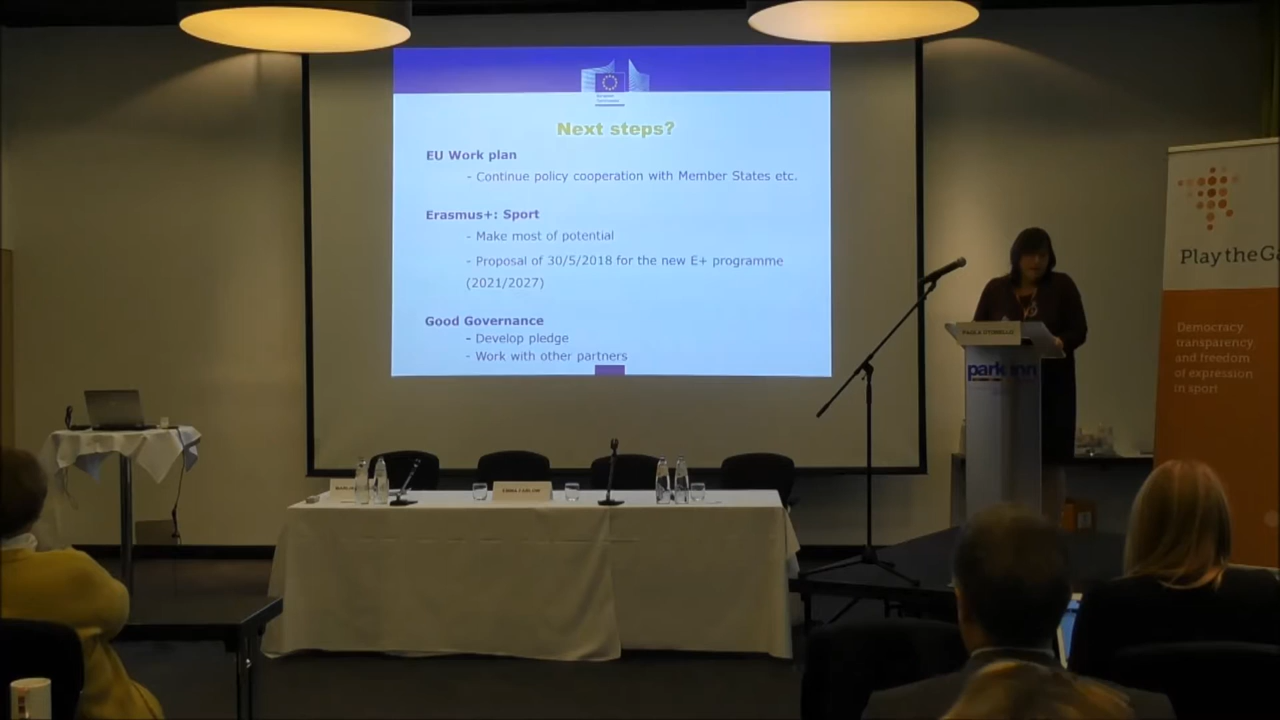 Next steps?
EU Work plan
- Continue policy cooperation with Member States etc.
Erasmus+: Sport
- Make most of potential
- Proposal of 30/5/2018 for the new E+ programme
(2021/2027)
Good Governance
- Develop pledge
- Work with other partners
park inn
Play the G
Democracy,
transparency
and freedom
of expression
in sport